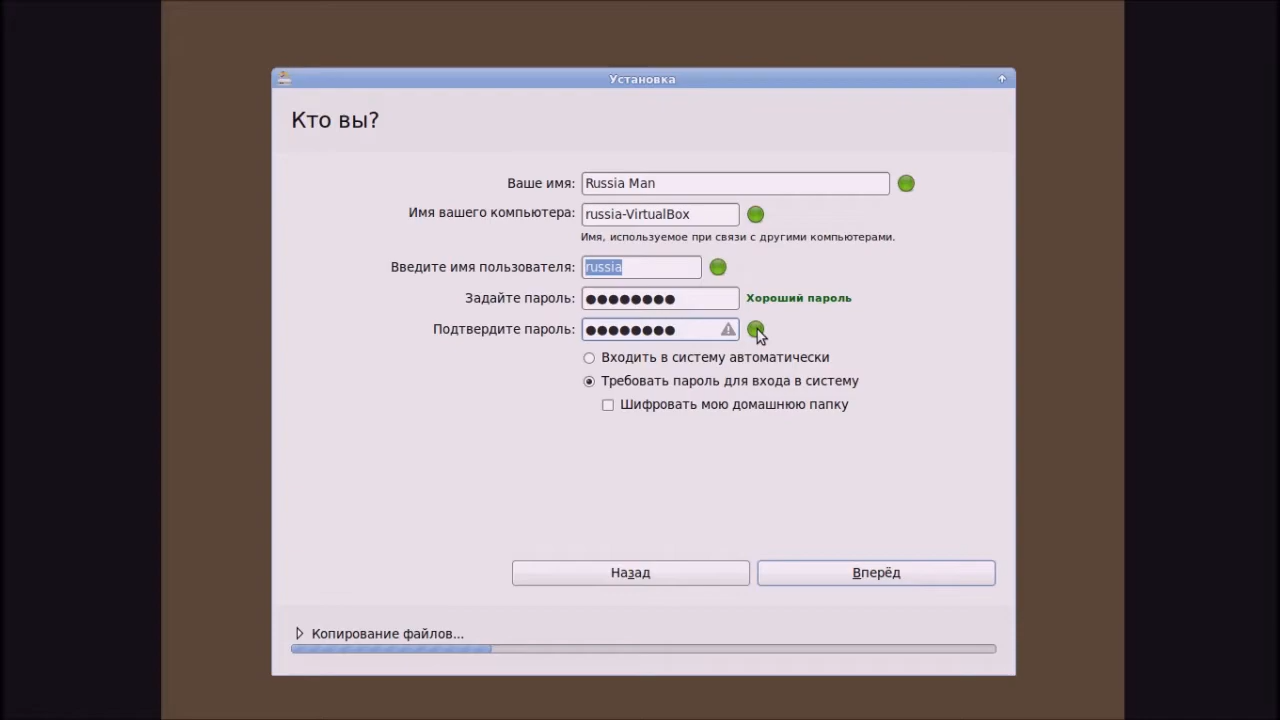 Установка
Кто вы?
Ваше имя: Russia Man
Имя вашего компьютера: russia-VirtualBox
Имя, используемое при связи с другими компьютерами.
Введите имя пользователя: russia
Задайте пароль: ●●●●●●●● Хороший пароль
Подтвердите пароль: ●●●●●●●●
Входить в систему автоматически
Требовать пароль для входа в систему
Шифровать мою домашнюю папку
Назад Вперёд
Копирование файлов...